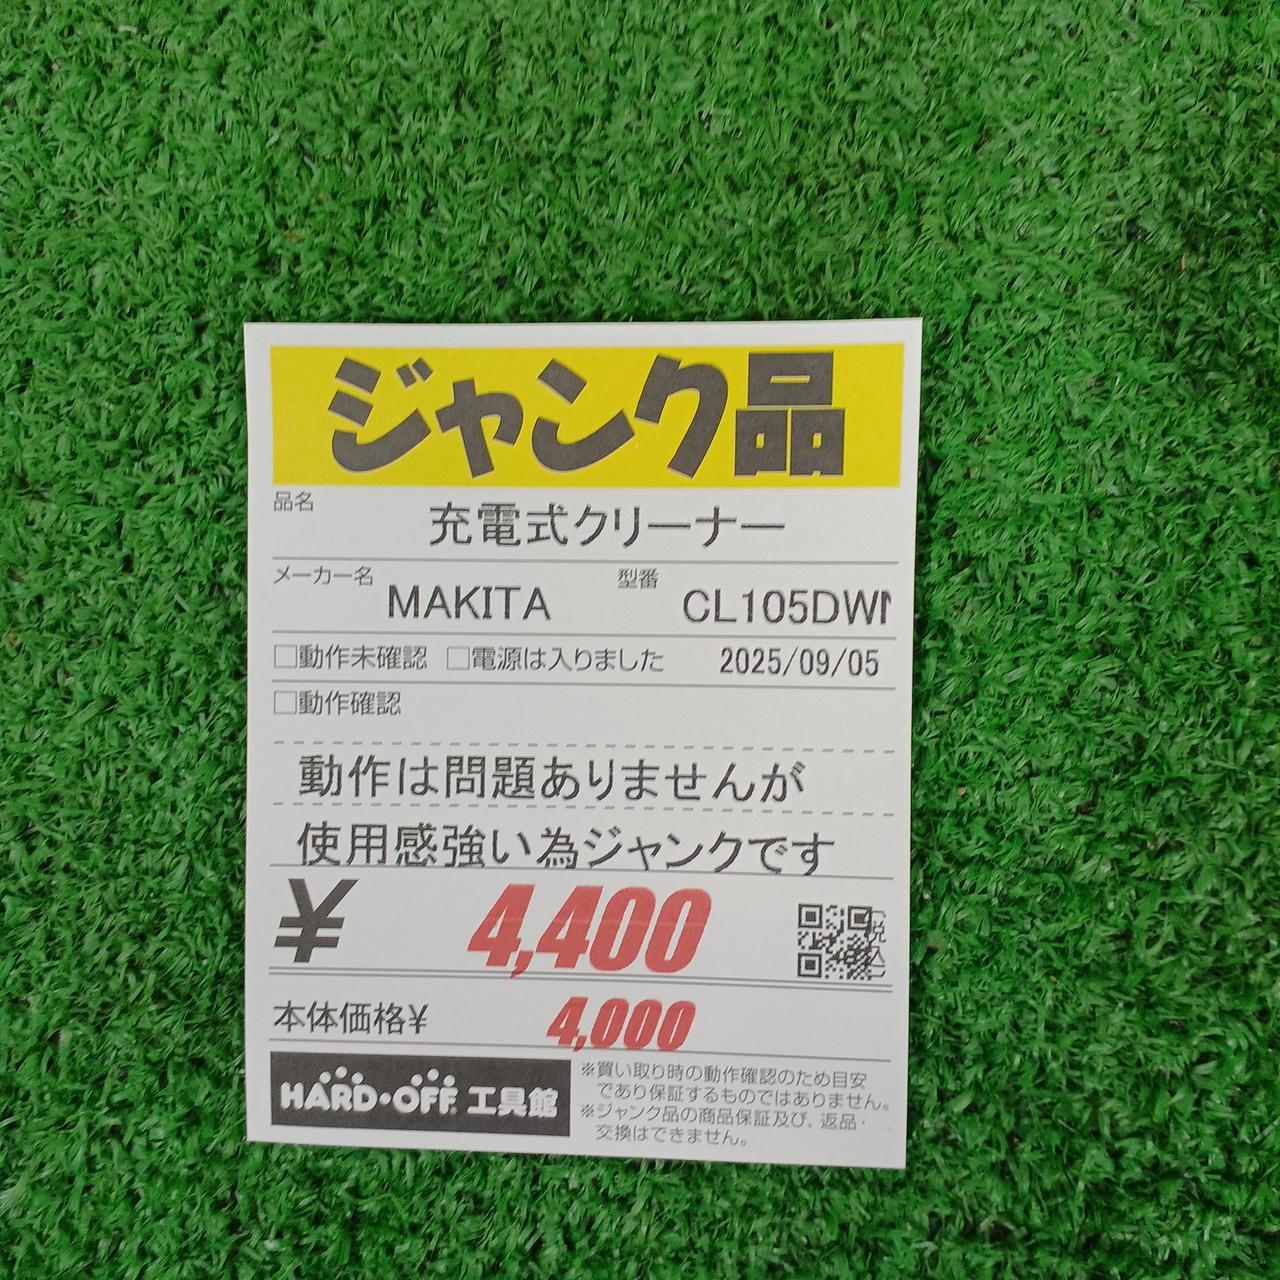 ジャンク品
品名
充電式クリーナー
メーカー名 MAKITA 型番 CL105DW
□動作未確認 □電源は入りました 2025/09/05
□動作確認
動作は問題ありませんが
使用感強い為ジャンクです
¥ 4,400 (税込)
本体価格¥ 4,000
HARD・OFF 工具館
※買い取り時の動作確認のため目安
であり保証するものではありません。
※ジャンク品の商品保証及び、返品・
交換はできません。